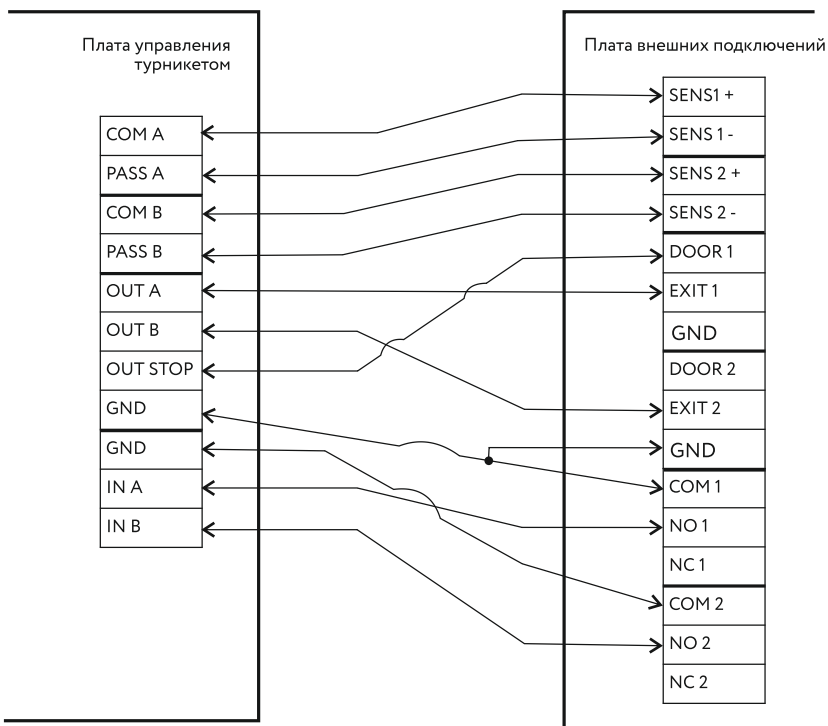 Плата управления
турникетом
COM A
PASS A
COM B
PASS B
OUT A
OUT B
OUT STOP
GND
GND
IN A
IN B
Плата внешних подключений
SENS1 +
SENS 1 -
SENS 2 +
SENS 2 -
DOOR 1
EXIT 1
GND
DOOR 2
EXIT 2
GND
COM 1
NO 1
NC 1
COM 2
NO 2
NC 2